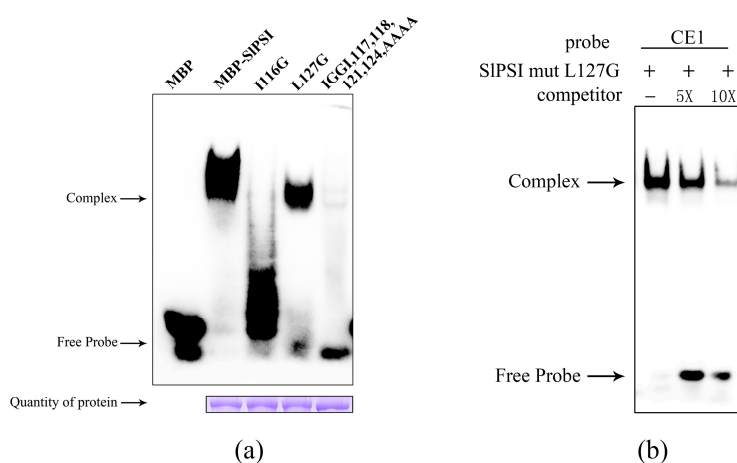 MBP
MBP-SlPSI
I116G
L127G
IGGI,117,118,
121,124,AAAA
Complex
Free Probe
Quantity of protein
(a)
probe CE1
SlPSI mut L127G + + +
competitor – 5X 10X
Complex
Free Probe
(b)